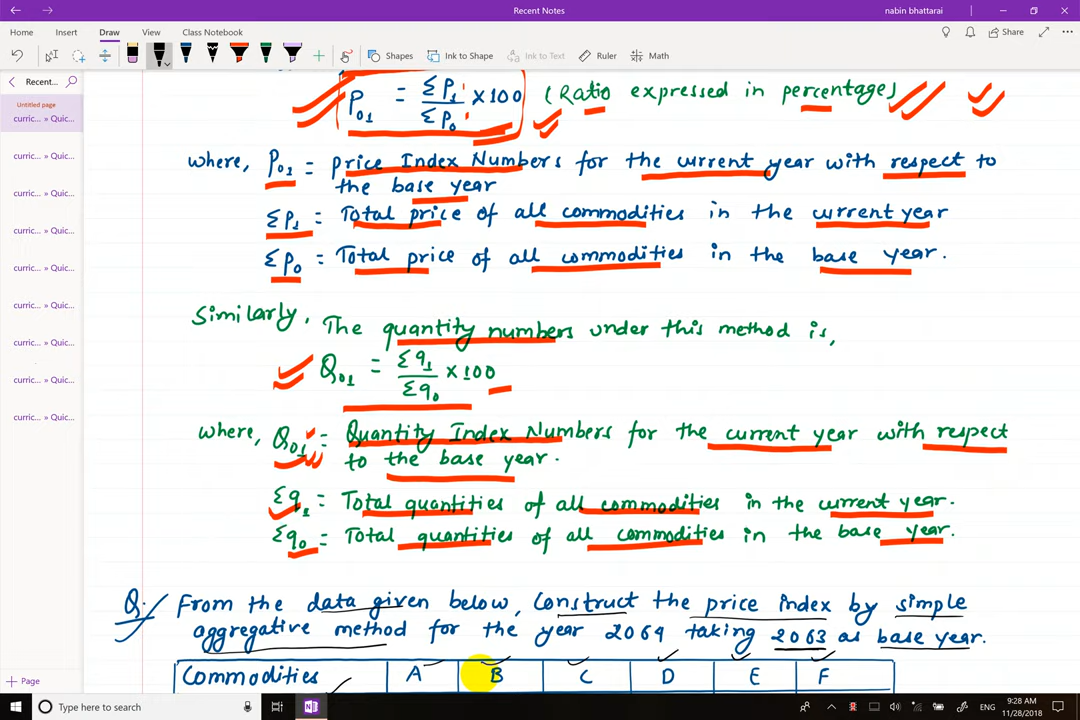 Recent Notes
nabin bhattarai
Home Insert Draw View Class Notebook
Share
Shapes Ink to Shape Ink to Text Ruler Math
Recent...
Untitled page
curric... » Quic...
curric... » Quic...
curric... » Quic...
curric... » Quic...
curric... » Quic...
curric... » Quic...
curric... » Quic...
curric... » Quic...
curric... » Quic...
P01 = ΣP1 / ΣP0 × 100 (Ratio expressed in percentage)
where, P01 = Price Index Numbers for the current year with respect to
the base year
ΣP1 = Total price of all commodities in the current year
ΣP0 = Total price of all commodities in the base year.
Similarly, The quantity numbers under this method is,
Q01 = Σq1 / Σq0 × 100
where, Q01 = Quantity Index Numbers for the current year with respect
to the base year.
Σq1 = Total quantities of all commodities in the current year.
Σq0 = Total quantities of all commodities in the base year.
Q. From the data given below, Construct the price index by simple
aggregative method for the year 2064 taking 2063 as base year.
Commodities A B C D E F
Page
Type here to search
ENG
9:28 AM
11/28/2018